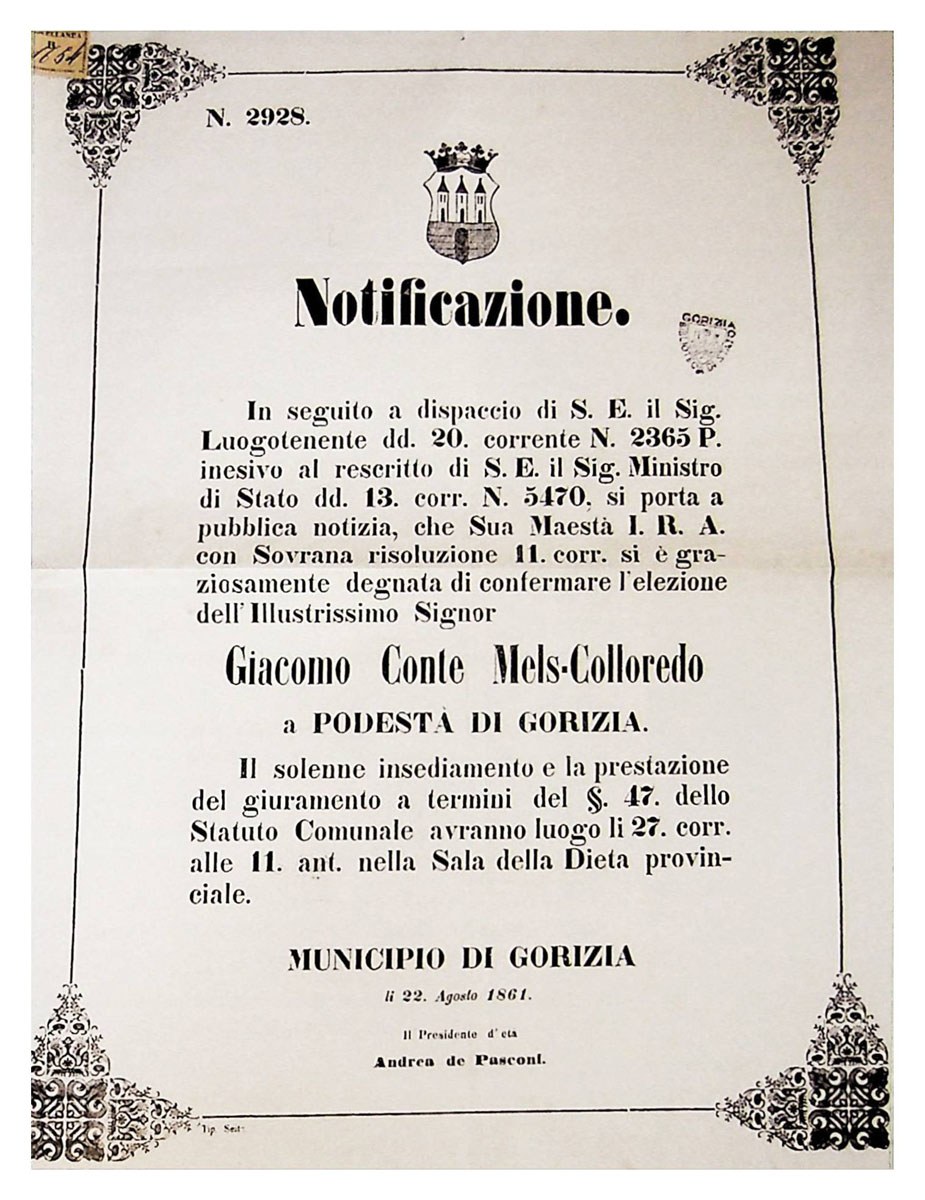 1751
N. 2928.
Notificazione.
GORIZIA
In seguito a dispaccio di S. E. il Sig.
Luogotenente dd. 20. corrente N. 2365 P.
inesivo al rescritto di S. E. il Sig. Ministro
di Stato dd. 13. corr. N. 5470, si porta a
pubblica notizia, che Sua Maestà I. R. A.
con Sovrana risoluzione 11. corr. si è gra-
ziosamente degnata di confermare l'elezione
dell' Illustrissimo Signor
Giacomo Conte Mels-Colloredo
a PODESTÀ DI GORIZIA.
Il solenne insediamento e la prestazione
del giuramento a termini del §. 47. dello
Statuto Comunale avranno luogo li 27. corr.
alle 11. ant. nella Sala della Dieta provin-
ciale.
MUNICIPIO DI GORIZIA
li 22. Agosto 1861.
Il Presidente d'età
Andrea de Pasconi.
Tip. Seitz